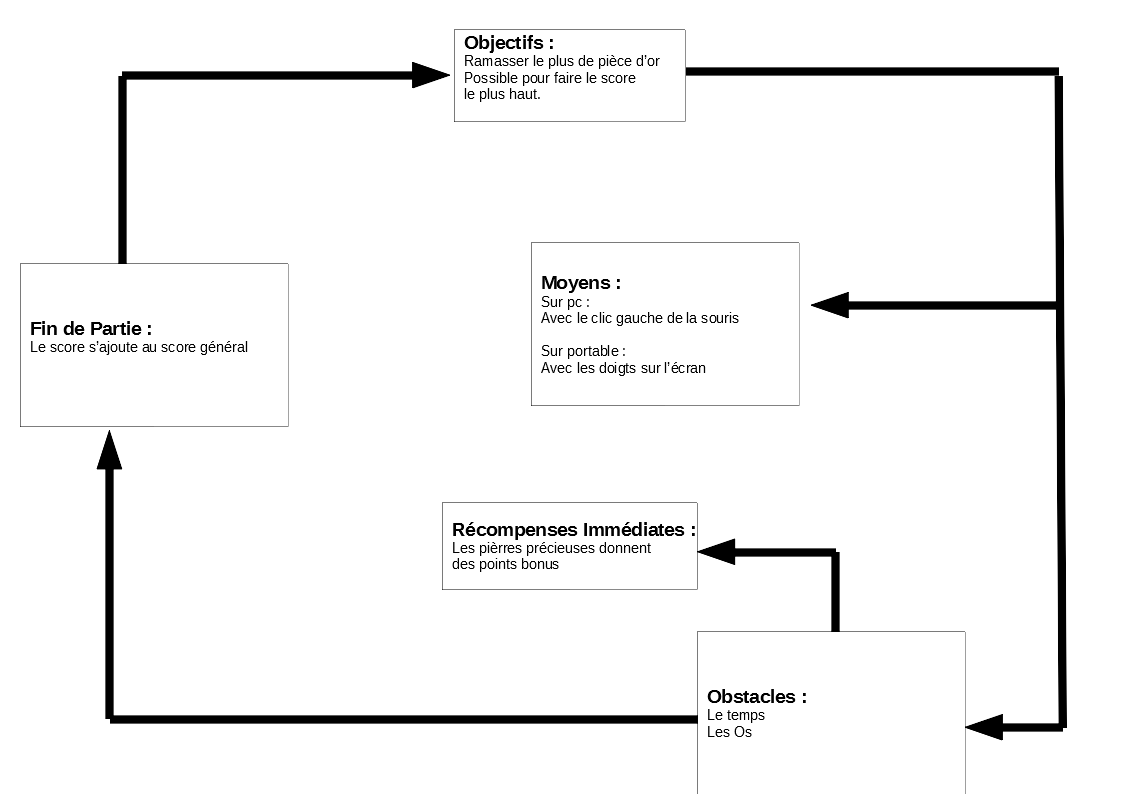 Objectifs :
Ramasser le plus de pièce d’or
Possible pour faire le score
le plus haut.
Moyens :
Sur pc :
Avec le clic gauche de la souris
Sur portable :
Avec les doigts sur l’écran
Fin de Partie :
Le score s’ajoute au score général
Récompenses Immédiates :
Les pièrres précieuses donnent
des points bonus
Obstacles :
Le temps
Les Os